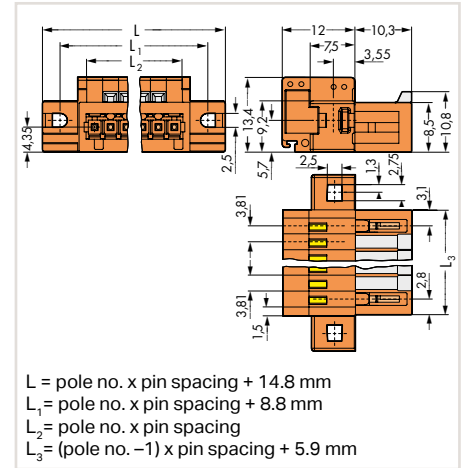 L
L1
L2
12
10,3
7,5
3,55
4,35
2,5
13,4
9,2
5,7
8,5
10,8
2,5
1,3
2,75
3,1
3,81
3,81
1,5
2,8
L3
L = pole no. x pin spacing + 14.8 mm
L1= pole no. x pin spacing + 8.8 mm
L2= pole no. x pin spacing
L3= (pole no. –1) x pin spacing + 5.9 mm